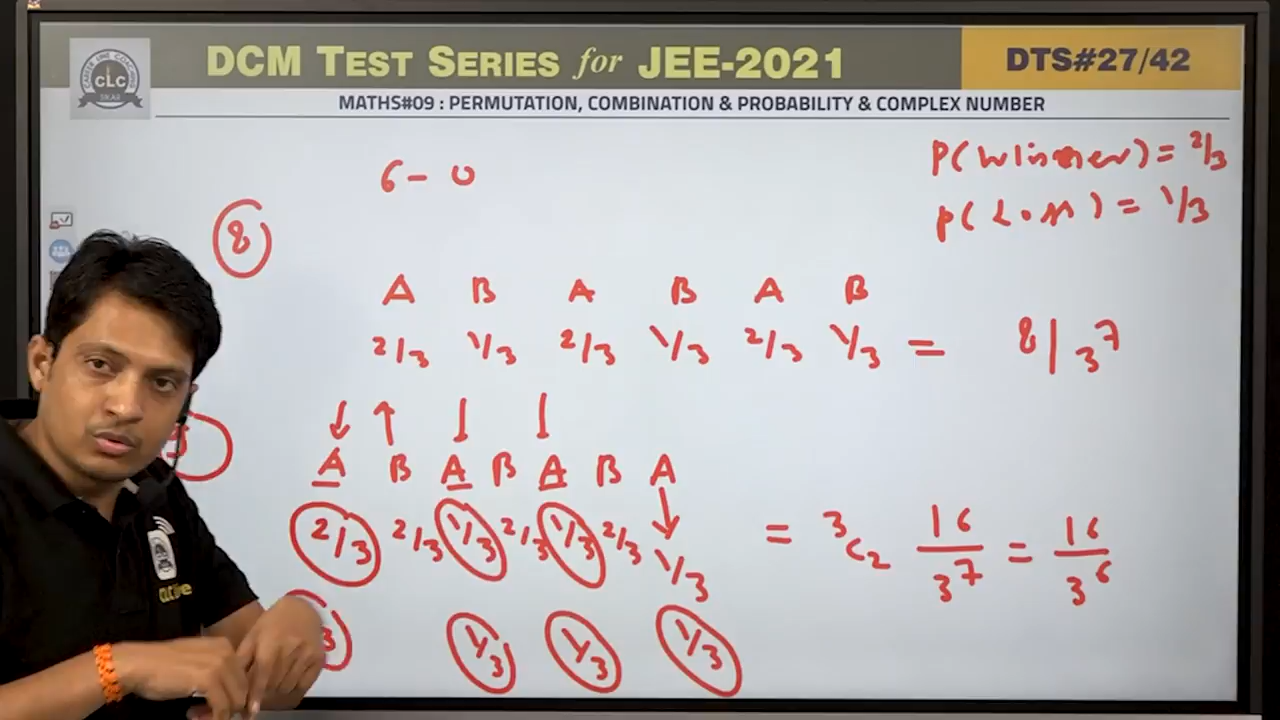 DCM TEST SERIES for JEE-2021
DTS#27/42
CLC
SIKAR
MATHS#09 : PERMUTATION, COMBINATION & PROBABILITY & COMPLEX NUMBER
6 - 0
P(winner) = 2/3
P(Loss) = 1/3
8
A B A B A B
2/3 1/3 2/3 1/3 2/3 1/3 = 8/3^7
A B A B A B A
2/3 2/3 1/3 2/3 1/3 2/3 1/3 = ³C₂ 16/3^7 = 16/3^6
1/3 1/3 1/3